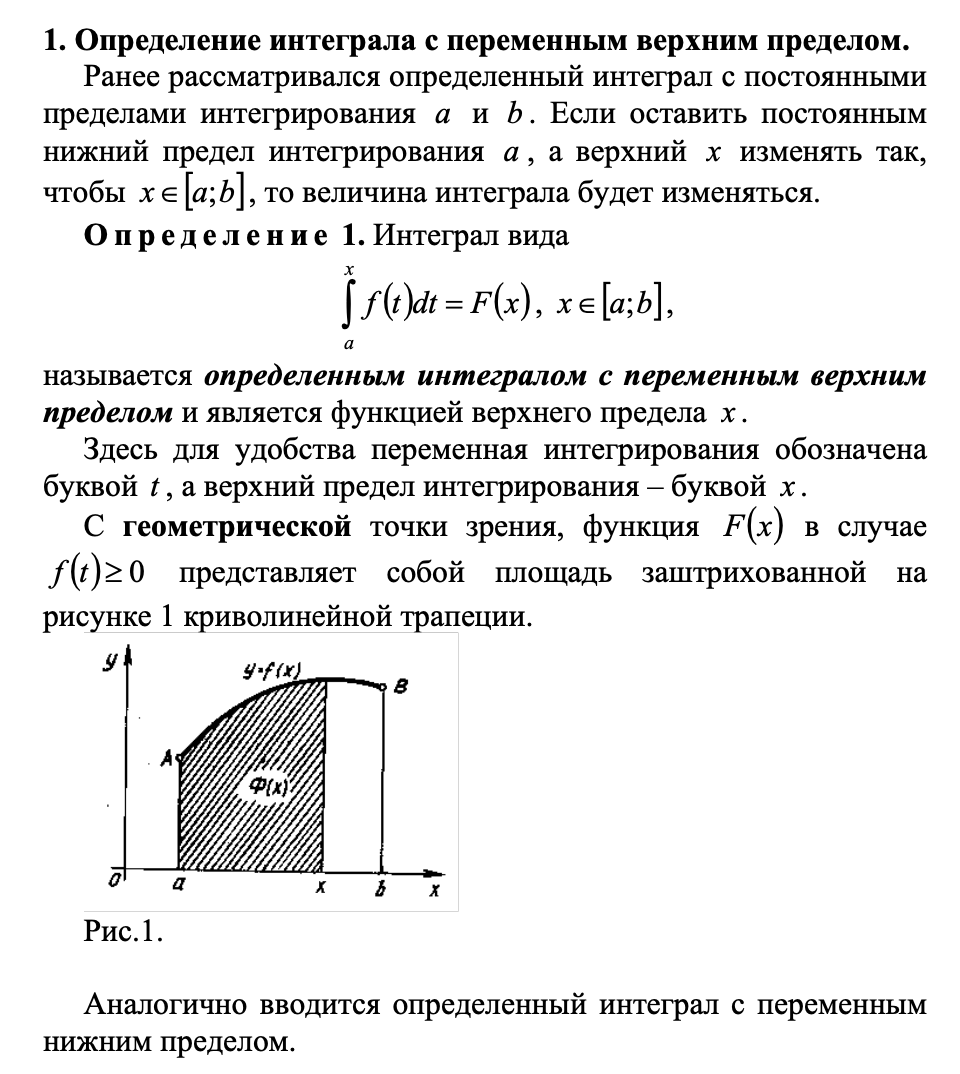 1. Определение интеграла с переменным верхним пределом.
Ранее рассматривался определенный интеграл с постоянными
пределами интегрирования a и b. Если оставить постоянным
нижний предел интегрирования a, а верхний x изменять так,
чтобы x∈[a;b], то величина интеграла будет изменяться.
Определение 1. Интеграл вида
x
∫ f(t)dt = F(x), x∈[a;b],
a
называется определенным интегралом с переменным верхним
пределом и является функцией верхнего предела x.
Здесь для удобства переменная интегрирования обозначена
буквой t, а верхний предел интегрирования – буквой x.
С геометрической точки зрения, функция F(x) в случае
f(t)≥0 представляет собой площадь заштрихованной на
рисунке 1 криволинейной трапеции.
y
y=f(x)
B
A
Ф(x)
0 a x b x
Рис.1.
Аналогично вводится определенный интеграл с переменным
нижним пределом.